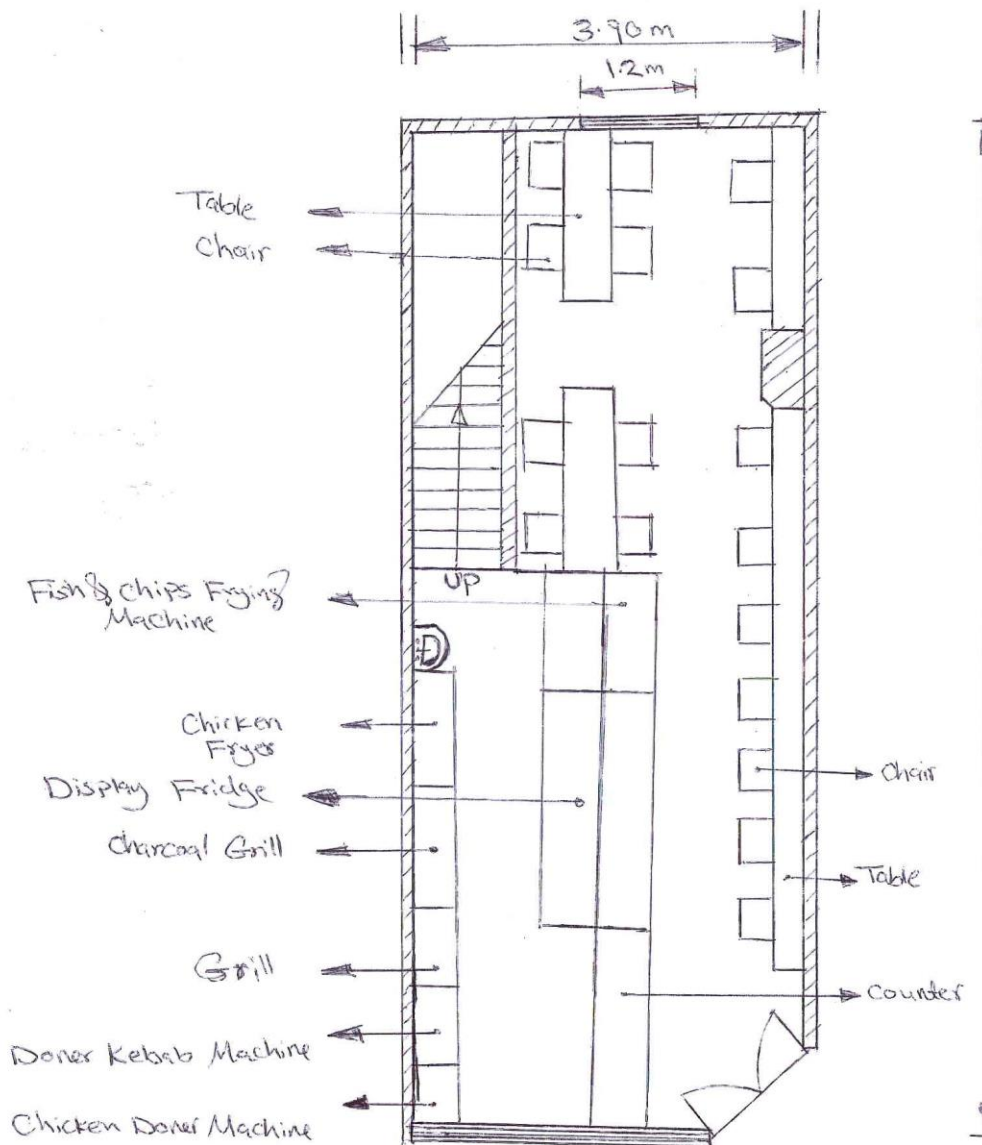 3.90m
1.2m
Table
Chair
UP
Fish & Chips Frying
Machine
Chicken
Fryer
Display Fridge
Chair
Charcoal Grill
Table
Grill
Counter
Doner Kebab Machine
Chicken Doner Machine